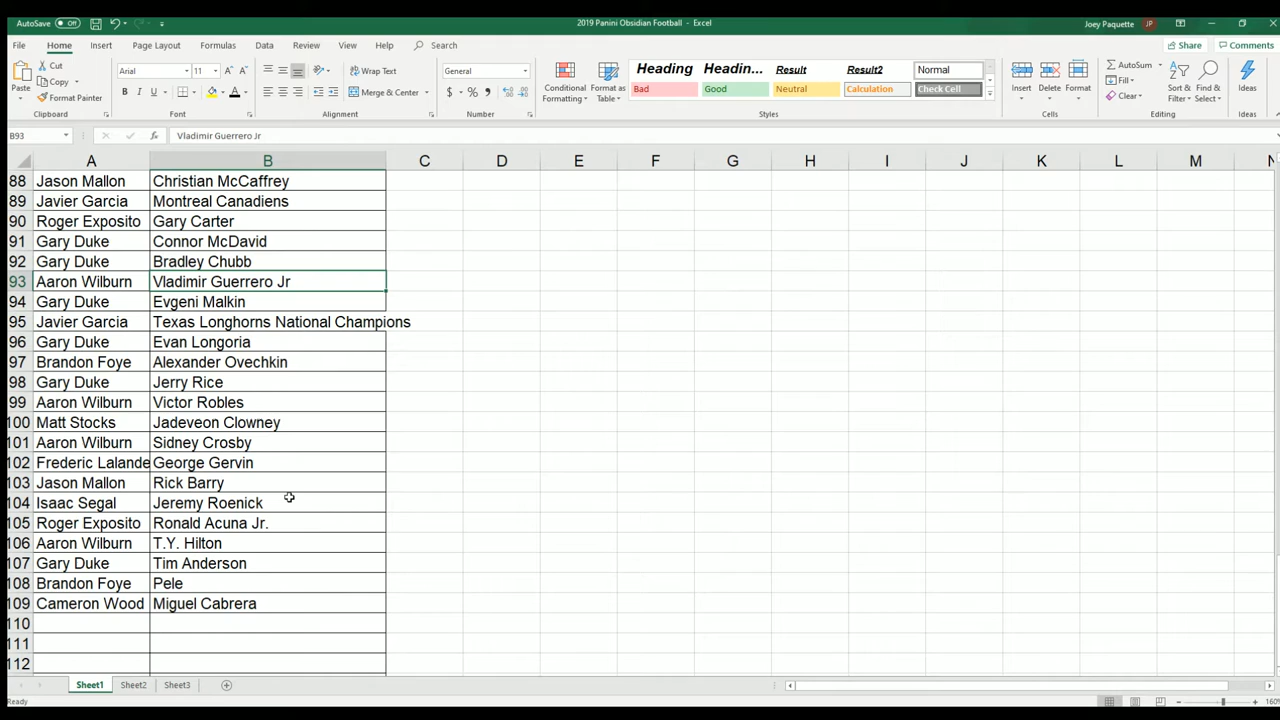 AutoSave Off 2019 Panini Obsidian Football - Excel Joey Paquette JP
File Home Insert Page Layout Formulas Data Review View Help Search Share Comments
Paste Cut Copy Format Painter
Arial 11 A A Wrap Text General Conditional Formatting Format as Table Heading Headin... Result Result2 Normal Insert Delete Format AutoSum Fill Clear Sort & Filter Find & Select Ideas
B I U A Merge & Center $ % , Bad Good Neutral Calculation Check Cell
Clipboard Font Alignment Number Styles Cells Editing Ideas
B93 fx Vladimir Guerrero Jr
A B C D E F G H I J K L M N
88 Jason Mallon Christian McCaffrey
89 Javier Garcia Montreal Canadiens
90 Roger Exposito Gary Carter
91 Gary Duke Connor McDavid
92 Gary Duke Bradley Chubb
93 Aaron Wilburn Vladimir Guerrero Jr
94 Gary Duke Evgeni Malkin
95 Javier Garcia Texas Longhorns National Champions
96 Gary Duke Evan Longoria
97 Brandon Foye Alexander Ovechkin
98 Gary Duke Jerry Rice
99 Aaron Wilburn Victor Robles
100 Matt Stocks Jadeveon Clowney
101 Aaron Wilburn Sidney Crosby
102 Frederic Lalande George Gervin
103 Jason Mallon Rick Barry
104 Isaac Segal Jeremy Roenick
105 Roger Exposito Ronald Acuna Jr.
106 Aaron Wilburn T.Y. Hilton
107 Gary Duke Tim Anderson
108 Brandon Foye Pele
109 Cameron Wood Miguel Cabrera
110
111
112
Sheet1 Sheet2 Sheet3
Ready 160%